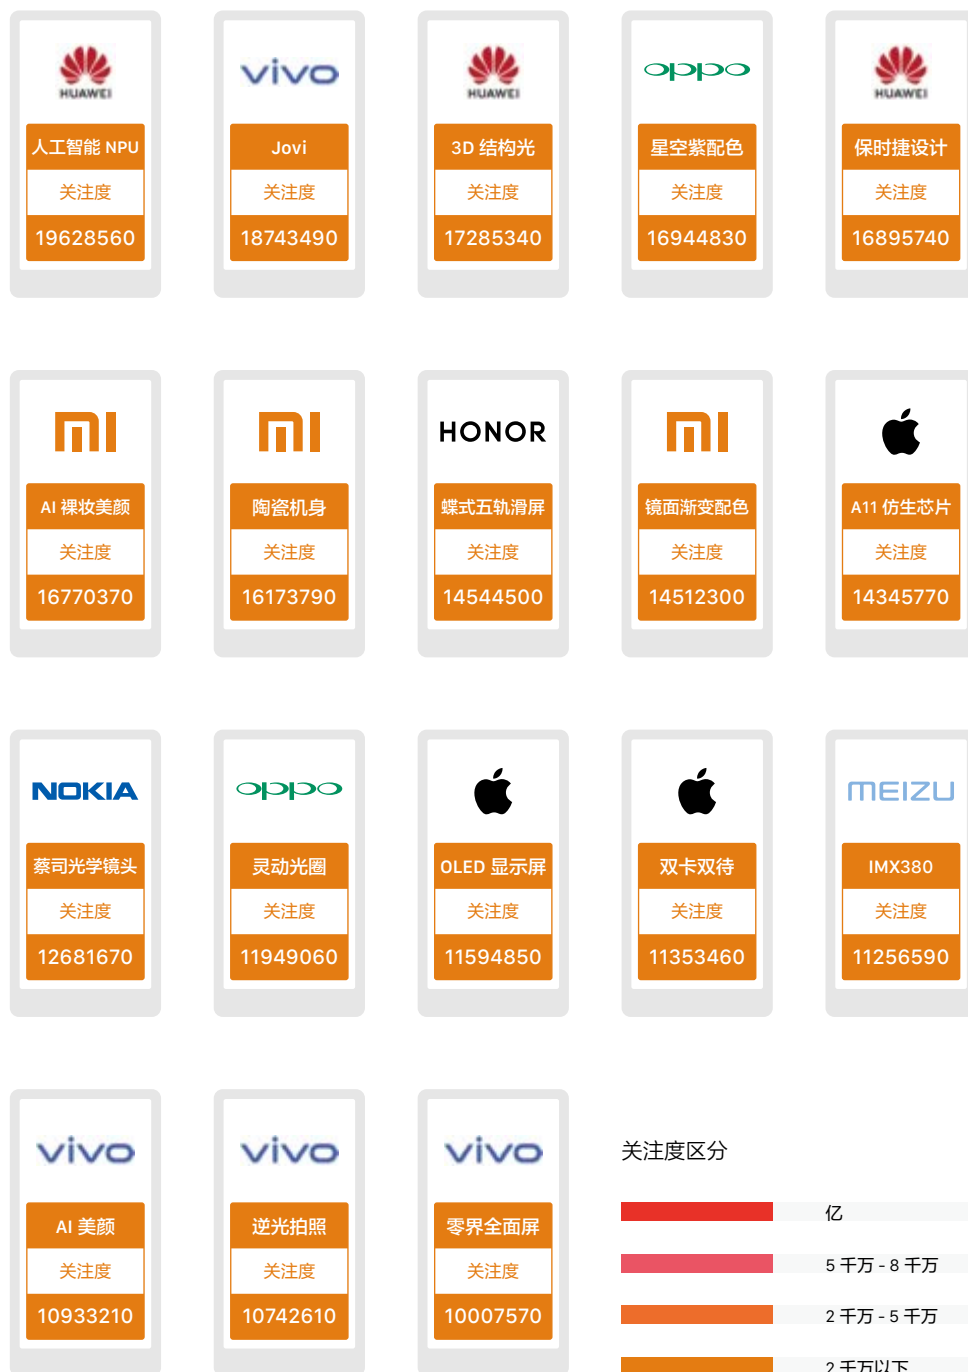 HUAWEI
人工智能 NPU
关注度
19628560
vivo
Jovi
关注度
18743490
HUAWEI
3D 结构光
关注度
17285340
oppo
星空紫配色
关注度
16944830
HUAWEI
保时捷设计
关注度
16895740
AI 裸妆美颜
关注度
16770370
陶瓷机身
关注度
16173790
HONOR
蝶式五轨滑屏
关注度
14544500
镜面渐变配色
关注度
14512300
A11 仿生芯片
关注度
14345770
NOKIA
蔡司光学镜头
关注度
12681670
oppo
灵动光圈
关注度
11949060
OLED 显示屏
关注度
11594850
双卡双待
关注度
11353460
MEIZU
IMX380
关注度
11256590
vivo
AI 美颜
关注度
10933210
vivo
逆光拍照
关注度
10742610
vivo
零界全面屏
关注度
10007570
关注度区分
亿
5 千万 - 8 千万
2 千万 - 5 千万
2 千万以下